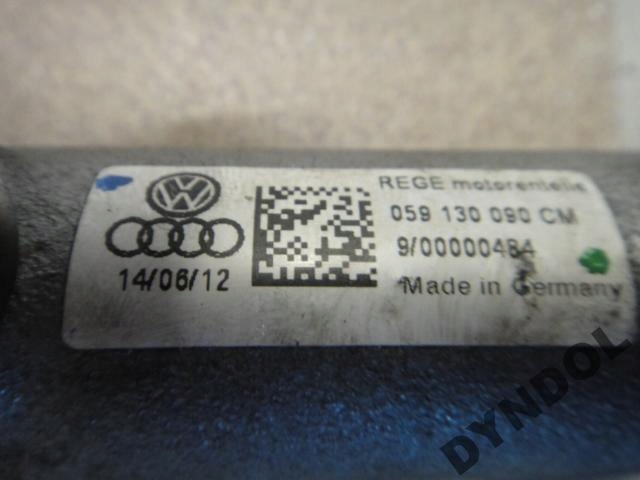 REGE motorenteile
059 130 090 CM
9/00000484
Made in Germany
14/06/12
DYNDOL